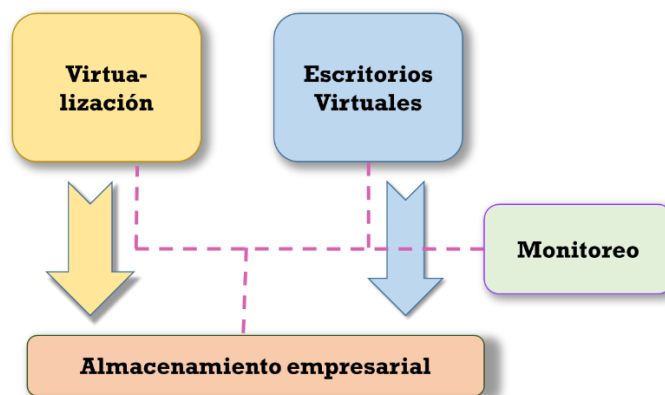 Virtua-
lización
Escritorios
Virtuales
Monitoreo
Almacenamiento empresarial